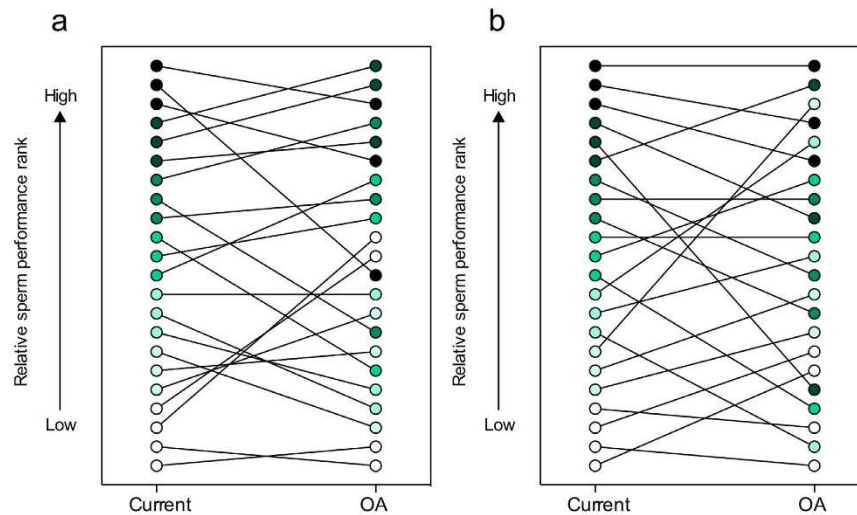 a
b
High
Relative sperm performance rank
Low
Current
OA
High
Relative sperm performance rank
Low
Current
OA